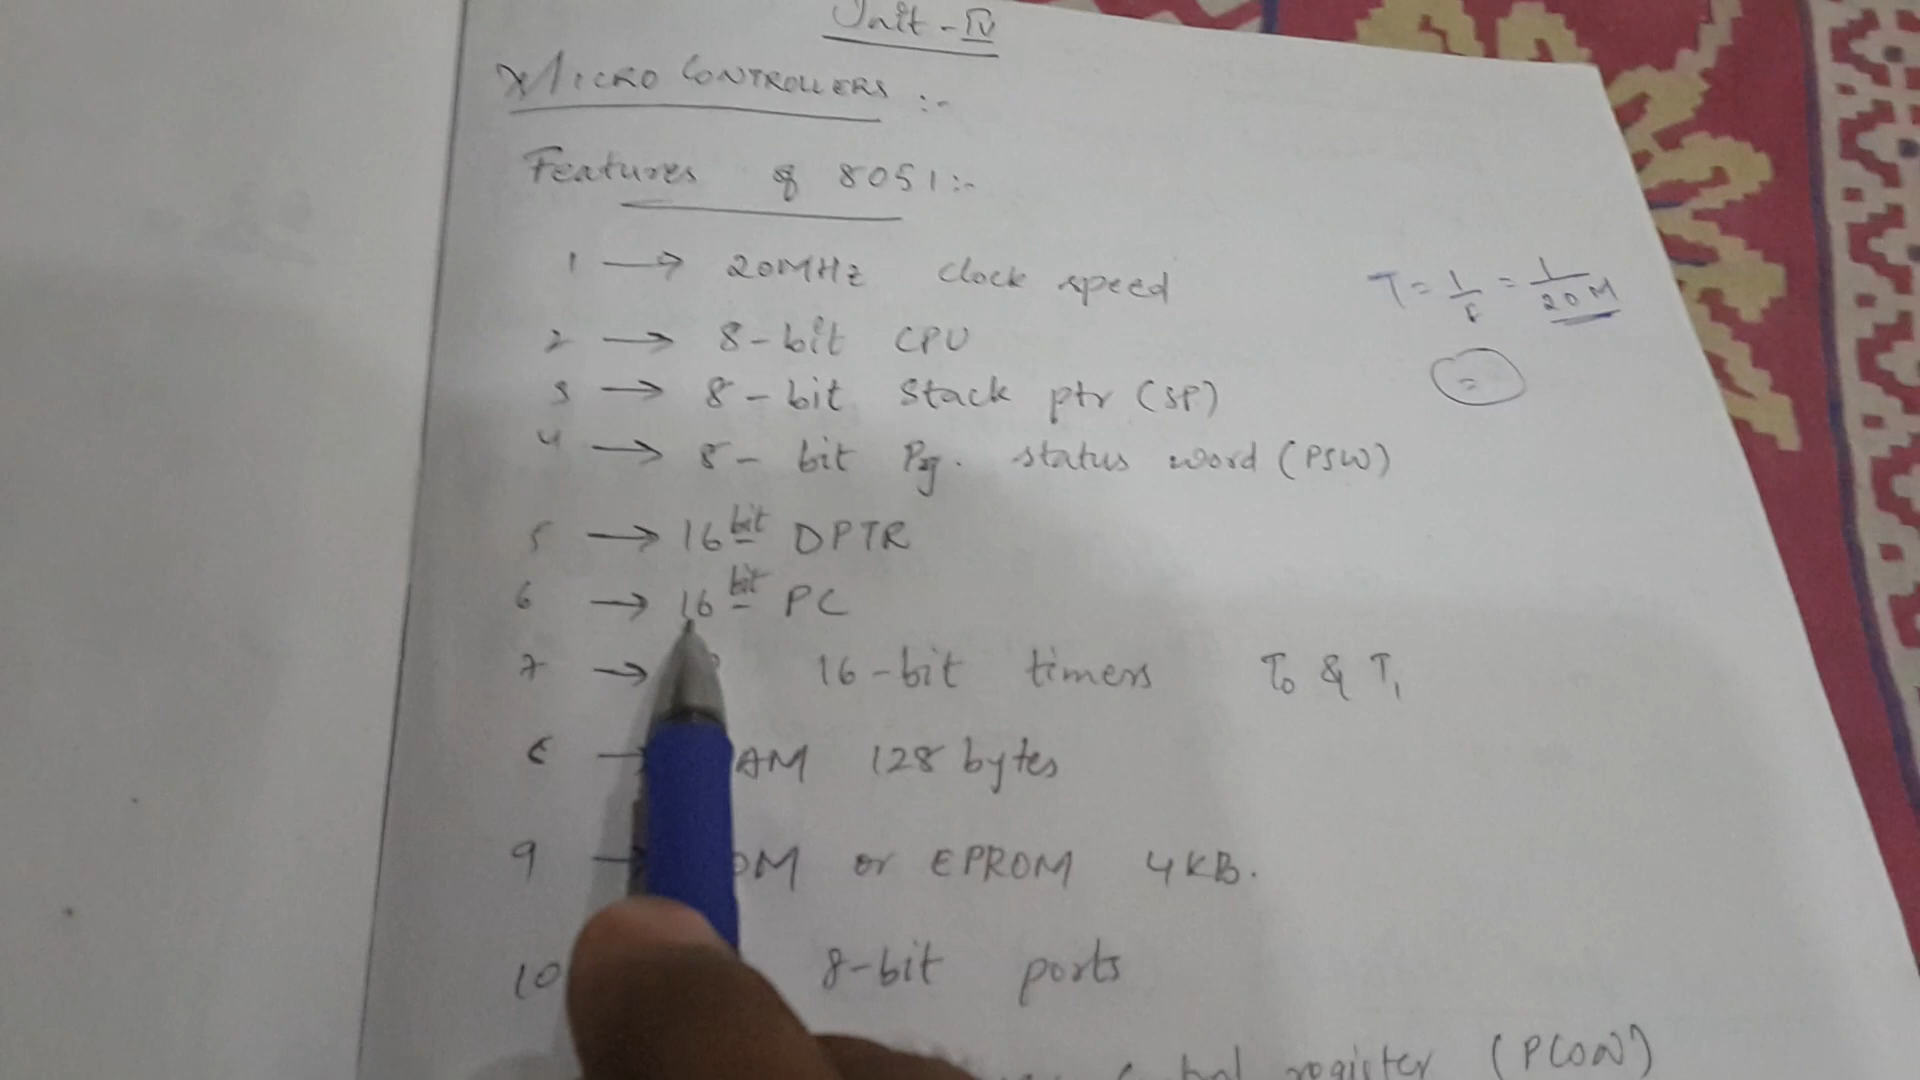 Unit - IV
MICRO CONTROLLERS :-
Features of 8051:-
1 → 20MHz clock speed
T = 1/f = 1/20M
2 → 8-bit CPU
=
3 → 8-bit Stack ptr (SP)
4 → 8-bit Pg. status word (PSW)
5 → 16 bit DPTR
6 → 16 bit PC
7 → 16-bit timers T0 & T1
8 → AM 128 bytes
9 → OM or EPROM 4KB.
10 8-bit ports
register (PCON)